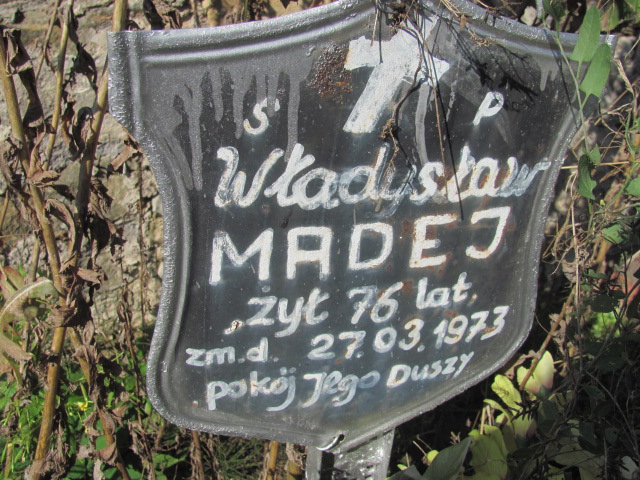 Ś P
Władysław
MADEJ
żył 76 lat,
zm.d. 27.03.1973
pokój Jego Duszy